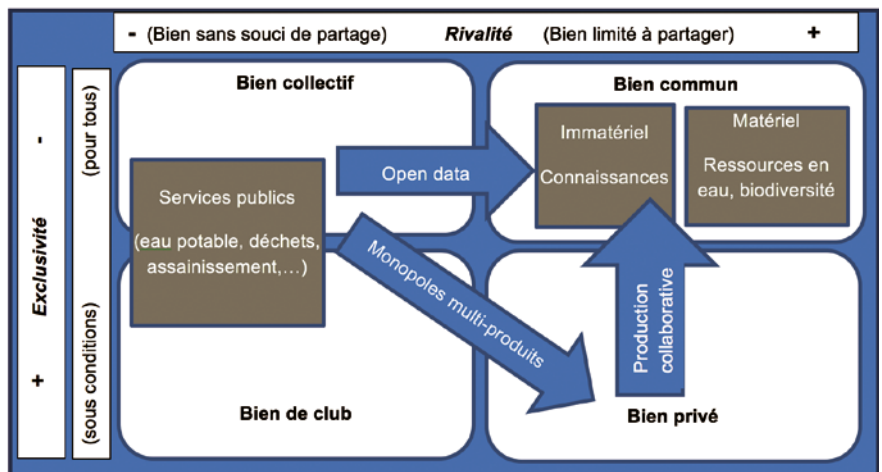 - (Bien sans souci de partage) Rivalité (Bien limité à partager) +
Exclusivité
+ -
(sous conditions) (pour tous)
Bien collectif
Bien commun
Services publics
(eau potable, déchets,
assainissement,…)
Open data
Immatériel
Connaissances
Matériel
Ressources en
eau, biodiversité
Monopoles multi-produits
Production
collaborative
Bien de club
Bien privé